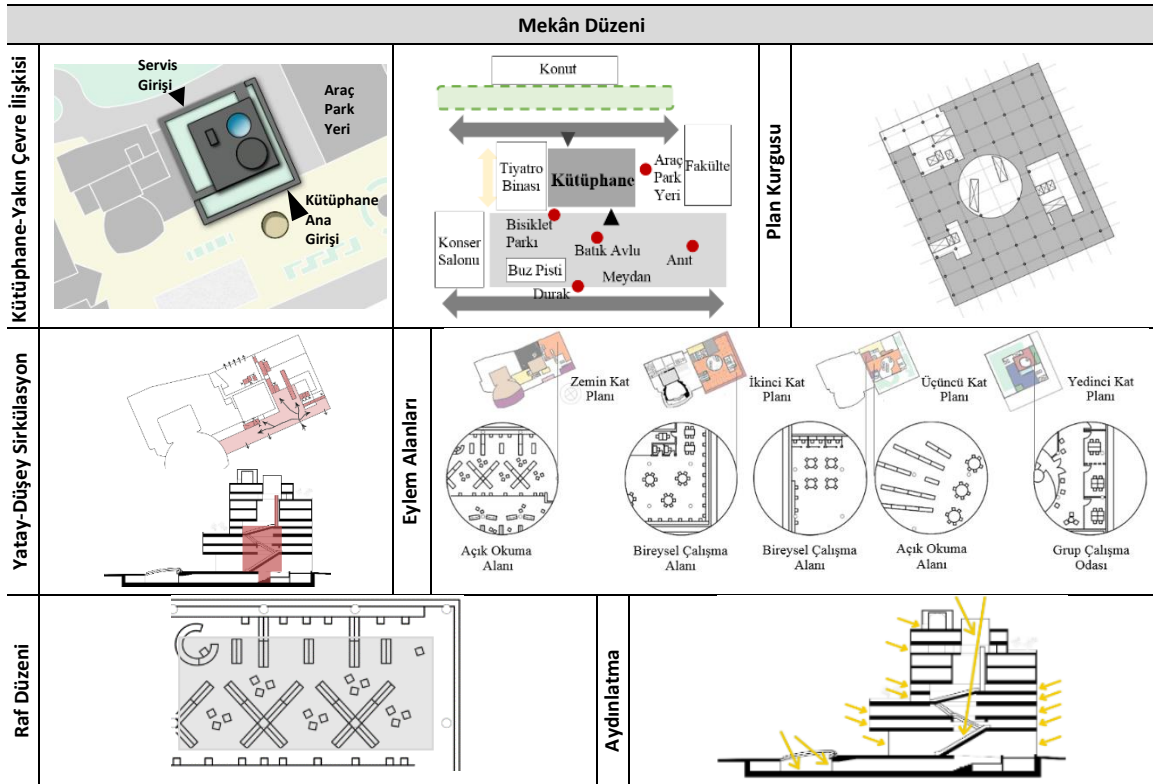 Mekân Düzeni
Kütüphane-Yakın Çevre İlişkisi
Servis
Girişi
Araç
Park
Yeri
Kütüphane
Ana
Girişi
Konut
Tiyatro
Binası
Kütüphane
Araç
Park
Yeri
Fakülte
Konser
Salonu
Bisiklet
Parkı
Batık Avlu
Anıt
Buz Pisti
Meydan
Durak
Plan Kurgusu
Yatay-Düşey Sirkülasyon
Eylem Alanları
Zemin Kat
Planı
İkinci Kat
Planı
Üçüncü Kat
Planı
Yedinci Kat
Planı
Açık Okuma
Alanı
Bireysel Çalışma
Alanı
Bireysel Çalışma
Alanı
Açık Okuma
Alanı
Grup Çalışma
Odası
Raf Düzeni
Aydınlatma